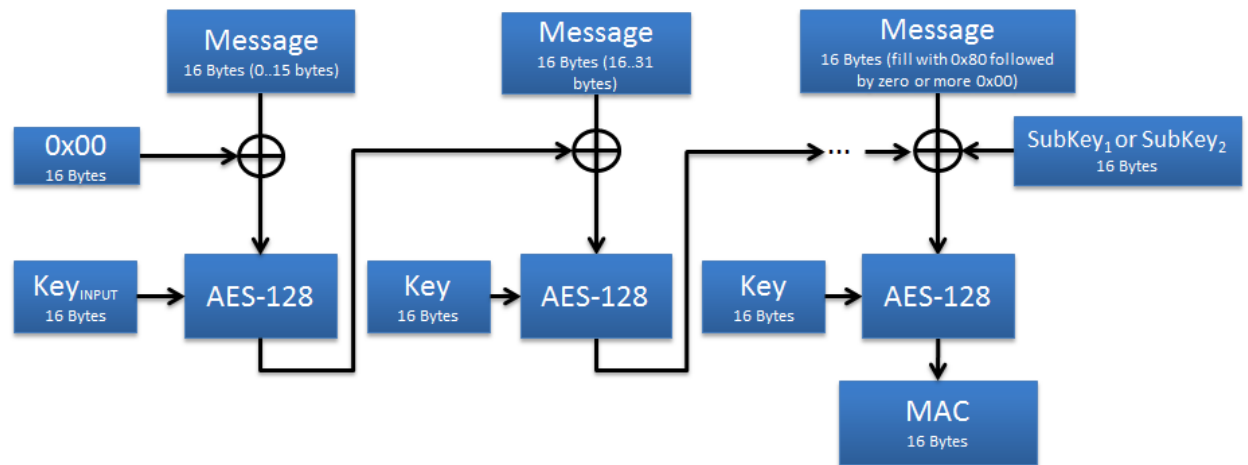 Message
16 Bytes (0..15 bytes)
Message
16 Bytes (16..31
bytes)
Message
16 Bytes (fill with 0x80 followed
by zero or more 0x00)
0x00
16 Bytes
...
SubKey1 or SubKey2
16 Bytes
KeyINPUT
16 Bytes
AES-128
Key
16 Bytes
AES-128
Key
16 Bytes
AES-128
MAC
16 Bytes